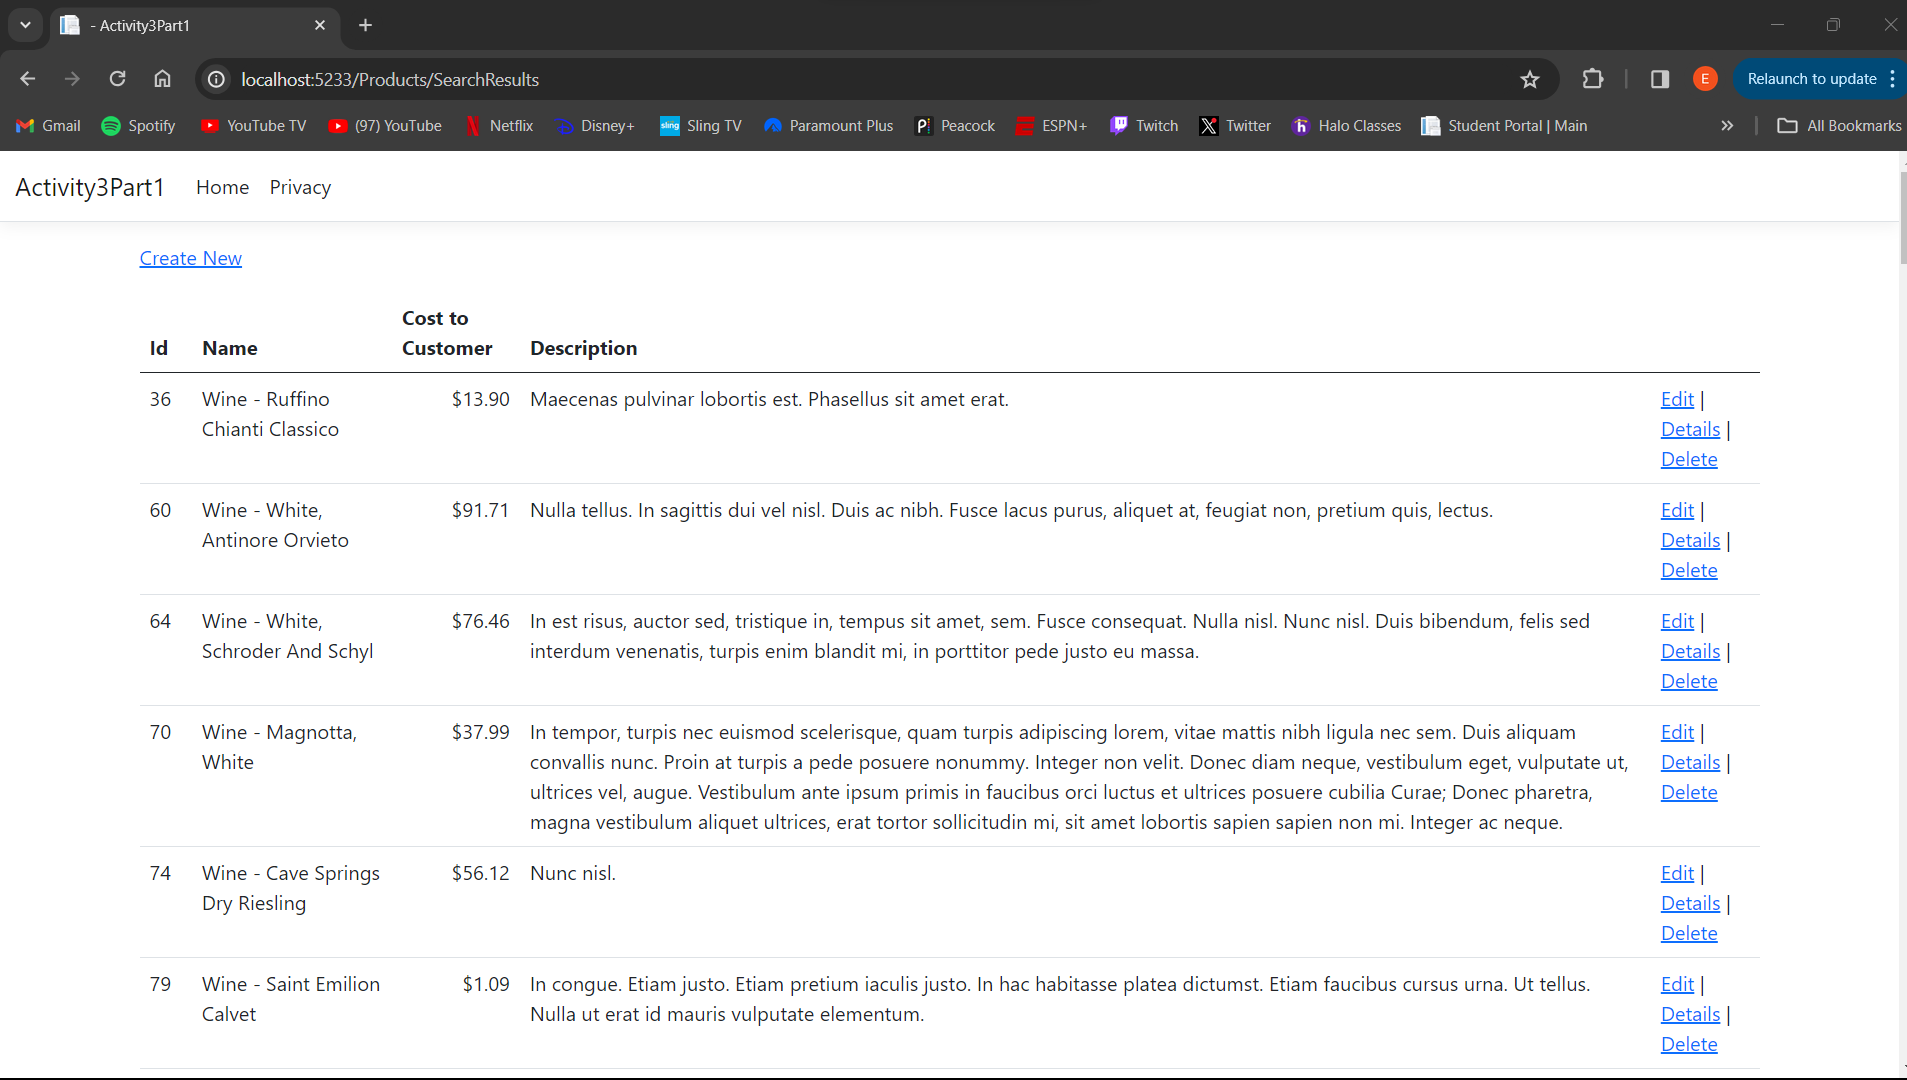 - Activity3Part1
localhost:5233/Products/SearchResults
E
Relaunch to update
Gmail Spotify YouTube TV (97) YouTube Netflix Disney+ sling Sling TV Paramount Plus Peacock ESPN+ Twitch Twitter Halo Classes Student Portal | Main » All Bookmarks
Activity3Part1 Home Privacy
Create New
Cost to
Id Name Customer Description
36 Wine - Ruffino $13.90 Maecenas pulvinar lobortis est. Phasellus sit amet erat. Edit |
Chianti Classico Details |
Delete
60 Wine - White, $91.71 Nulla tellus. In sagittis dui vel nisl. Duis ac nibh. Fusce lacus purus, aliquet at, feugiat non, pretium quis, lectus. Edit |
Antinore Orvieto Details |
Delete
64 Wine - White, $76.46 In est risus, auctor sed, tristique in, tempus sit amet, sem. Fusce consequat. Nulla nisl. Nunc nisl. Duis bibendum, felis sed Edit |
Schroder And Schyl interdum venenatis, turpis enim blandit mi, in porttitor pede justo eu massa. Details |
Delete
70 Wine - Magnotta, $37.99 In tempor, turpis nec euismod scelerisque, quam turpis adipiscing lorem, vitae mattis nibh ligula nec sem. Duis aliquam Edit |
White convallis nunc. Proin at turpis a pede posuere nonummy. Integer non velit. Donec diam neque, vestibulum eget, vulputate ut, Details |
ultrices vel, augue. Vestibulum ante ipsum primis in faucibus orci luctus et ultrices posuere cubilia Curae; Donec pharetra, Delete
magna vestibulum aliquet ultrices, erat tortor sollicitudin mi, sit amet lobortis sapien sapien non mi. Integer ac neque.
74 Wine - Cave Springs $56.12 Nunc nisl. Edit |
Dry Riesling Details |
Delete
79 Wine - Saint Emilion $1.09 In congue. Etiam justo. Etiam pretium iaculis justo. In hac habitasse platea dictumst. Etiam faucibus cursus urna. Ut tellus. Edit |
Calvet Nulla ut erat id mauris vulputate elementum. Details |
Delete